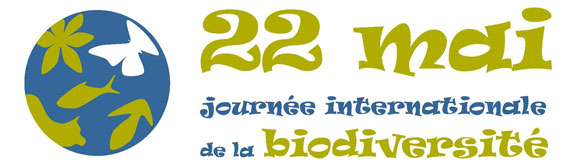 22 mai
journée internationale
de la biodiversité